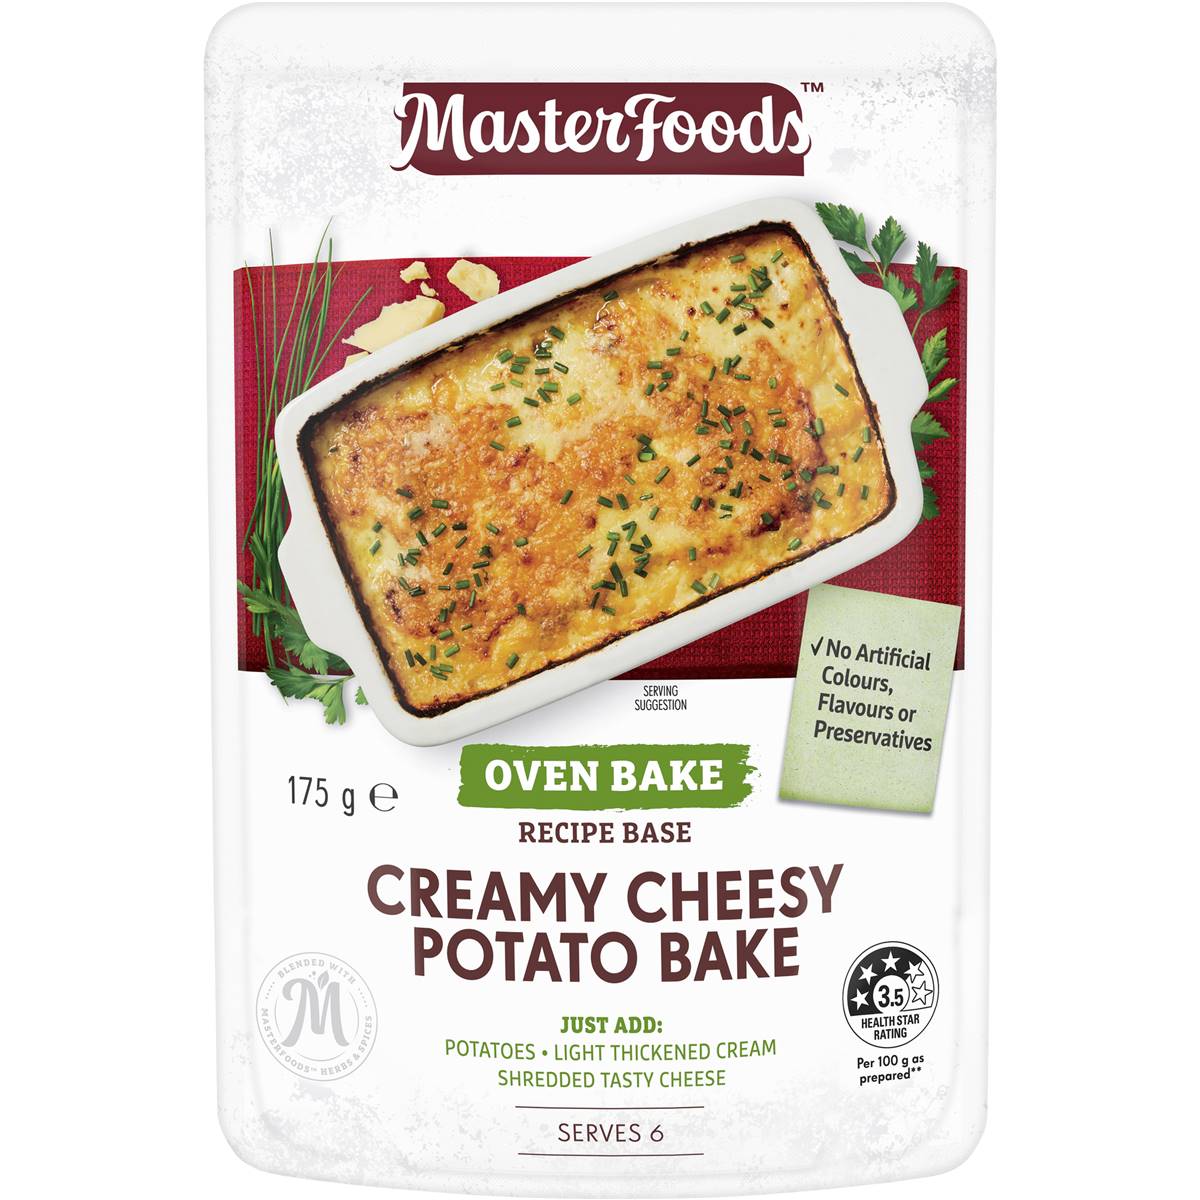 MasterFoods™
✓ No Artificial
Colours,
Flavours or
Preservatives
SERVING
SUGGESTION
175 g ℮
OVEN BAKE
RECIPE BASE
CREAMY CHEESY
POTATO BAKE
BLENDED WITH
M
MASTERFOODS™ HERBS & SPICES
3.5
HEALTH STAR
RATING
Per 100 g as
prepared**
JUST ADD:
POTATOES • LIGHT THICKENED CREAM
SHREDDED TASTY CHEESE
SERVES 6